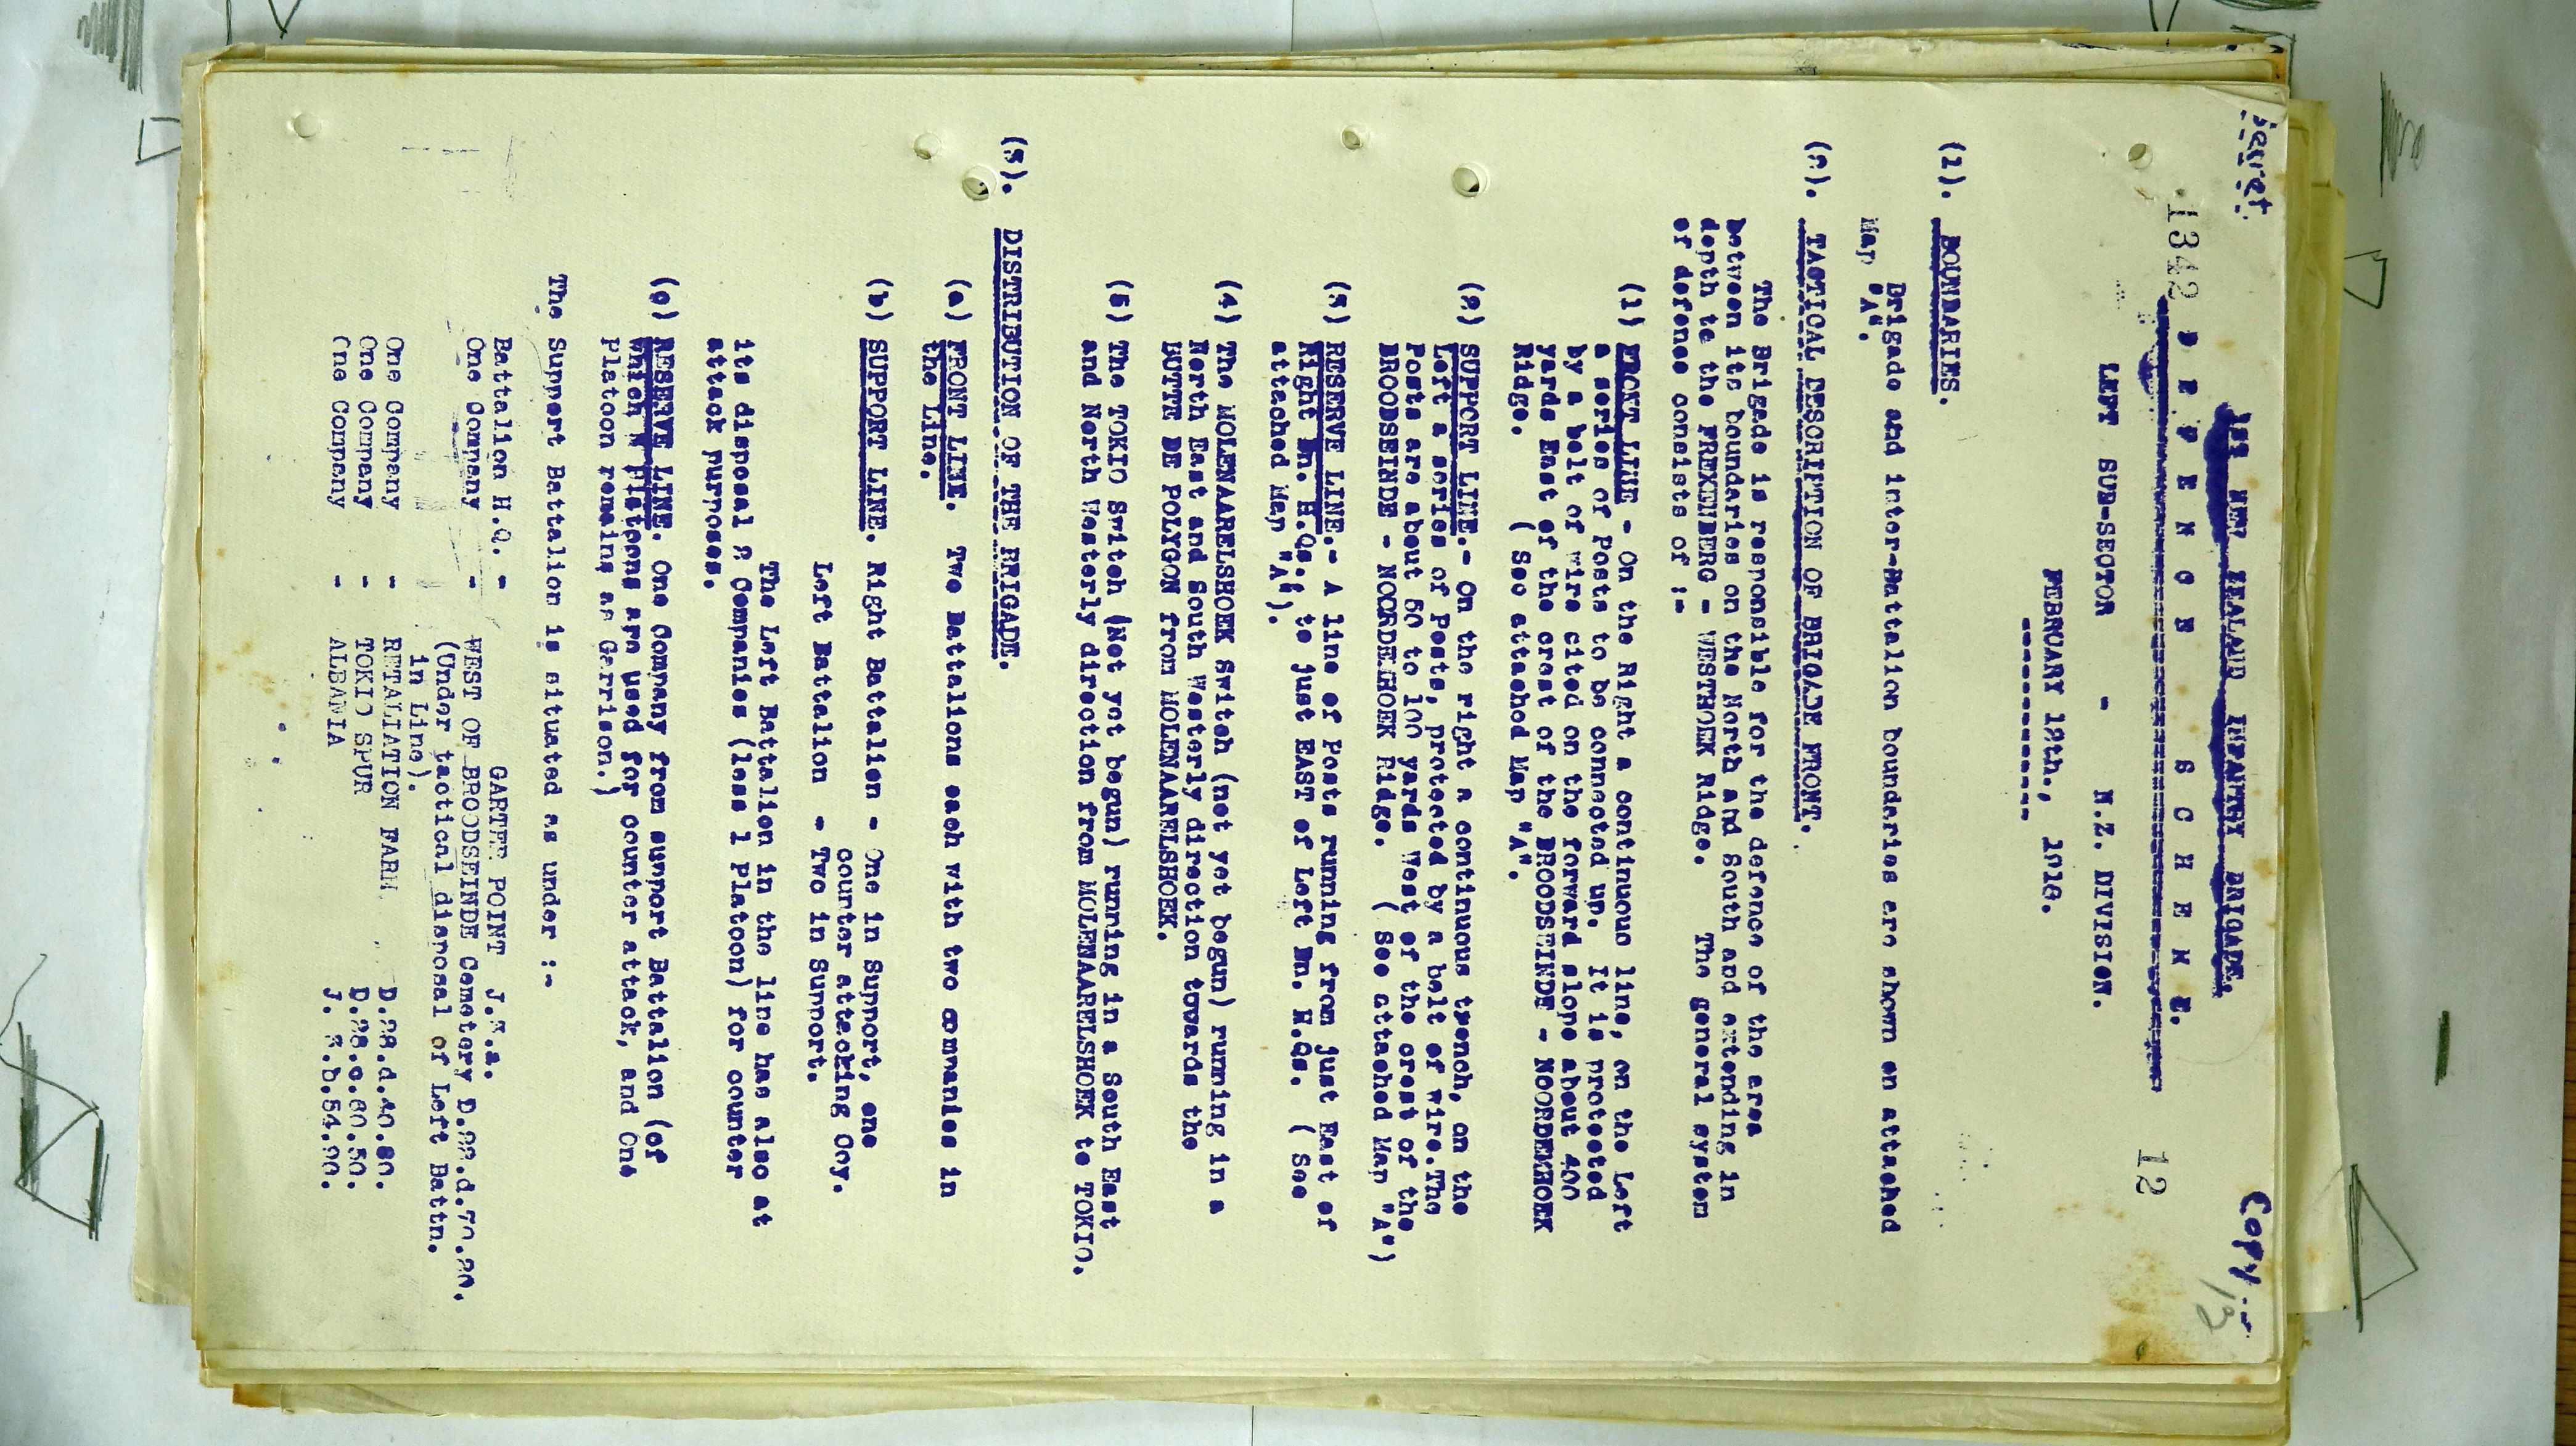 Secret.
Copy.
13
1st NEW ZEALAND INFANTRY BRIGADE.
1342 D E F E N C E   S C H E M E.
12
LEFT SUB-SECTOR - N.Z. DIVISION.
FEBRUARY 12th., 1918.
(1). BOUNDARIES.
Brigade and inter-Battalion boundaries are shown on attached
Map "A".
(2). TACTICAL DESCRIPTION OF BRIGADE FRONT.
The Brigade is responsible for the defence of the area
between its boundaries on the North and South and extending in
depth to the FREKENBERG - WESTHOEK Ridge. The general system
of defence consists of :-
(1) FRONT LINE - On the Right a continuous line, on the Left
a series of Posts to be connected up. It is protected
by a belt of wire cited on the forward slope about 400
yards East of the crest of the BROODSEINDE - NOORDEMHOEK
Ridge. ( See attached Map "A".
(2) SUPPORT LINE.- On the right a continuous trench, on the
Left a series of Posts, protected by a belt of wire.The
Posts are about 50 to 100 yards West of the crest of the
BROODSEINDE - NOORDEMHOEK Ridge. ( See attached Map "A")
(3) RESERVE LINE.- A line of Posts running from just East of
Right Bn. H.Qs., to just EAST of Left Bn. H.Qs. ( See
attached Map "A").
(4) The MOLENAARELSHOEK Switch (not yet begun) running in a
North East and South Westerly direction towards the
BUTTE DE POLYGON from MOLENAARELSHOEK.
(5) The TOKIO Switch (Not yet begun) running in a South East
and North Westerly direction from MOLENAARELSHOEK to TOKIO.
(3). DISTRIBUTION OF THE BRIGADE.
(a) FRONT LINE. Two Battalions each with two companies in
the Line.
(b) SUPPORT LINE. Right Battalion - One in Support, one
counter attacking Coy.
Left Battalion - Two in Support.
The Left Battalion in the line has also at
its disposal 2 Companies (less 1 Platoon) for counter
attack purposes.
(c) RESERVE LINE. One Company from support Battalion (of
which Platoons are used for counter attack, and One
Platoon remains as Garrison.)
The Support Battalion is situated as under :-
Battalion H.Q. - GARTER POINT J.3.a.
One Company - WEST OF BROODSEINDE Cemetery D.22.d.70.20.
(Under tactical disposal of Left Battn.
in Line).
One Company - RETALIATION FARM D.28.d.40.80.
One Company - TOKIO SPUR D.28.c.60.50.
One Company - ALBANIA J. 3.b.54.90.